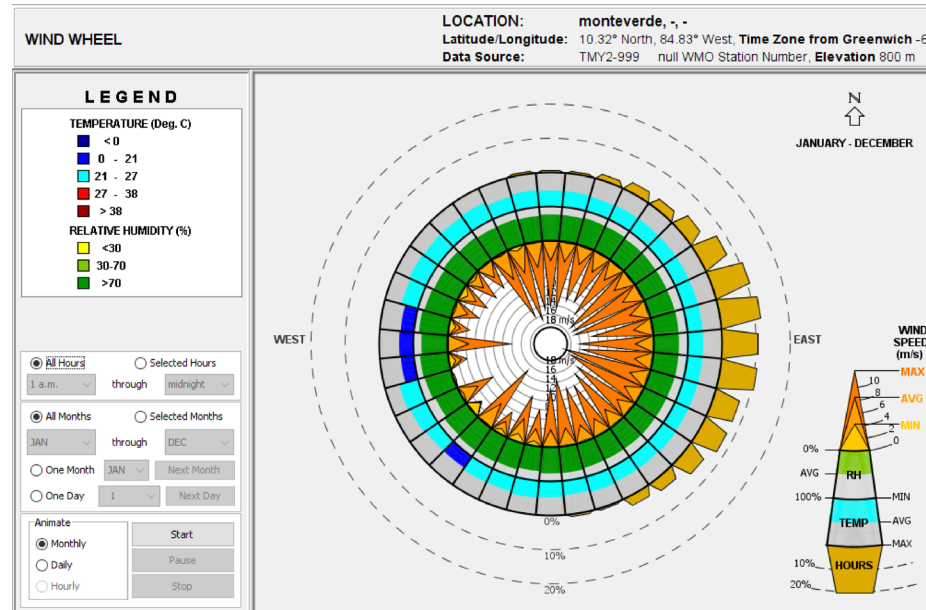 WIND WHEEL
LOCATION: monteverde, -, -
Latitude/Longitude: 10.32° North, 84.83° West, Time Zone from Greenwich -6
Data Source: TMY2-999 null WMO Station Number, Elevation 800 m
LEGEND
TEMPERATURE (Deg. C)
< 0
0 - 21
21 - 27
27 - 38
> 38
RELATIVE HUMIDITY (%)
<30
30-70
>70
All Hours Selected Hours
1 a.m. through midnight
All Months Selected Months
JAN through DEC
One Month JAN Next Month
One Day 1 Next Day
Animate
Monthly
Daily
Hourly
Start
Pause
Stop
N
JANUARY - DECEMBER
WEST
EAST
14
16
18 m/s
18 m/s
16
14
12
10
0%
10%
20%
WIND
SPEED
(m/s)
MAX
10
8
AVG
6
4
MIN
2
0
0%
AVG
RH
100%
MIN
TEMP
AVG
MAX
10%
HOURS
20%